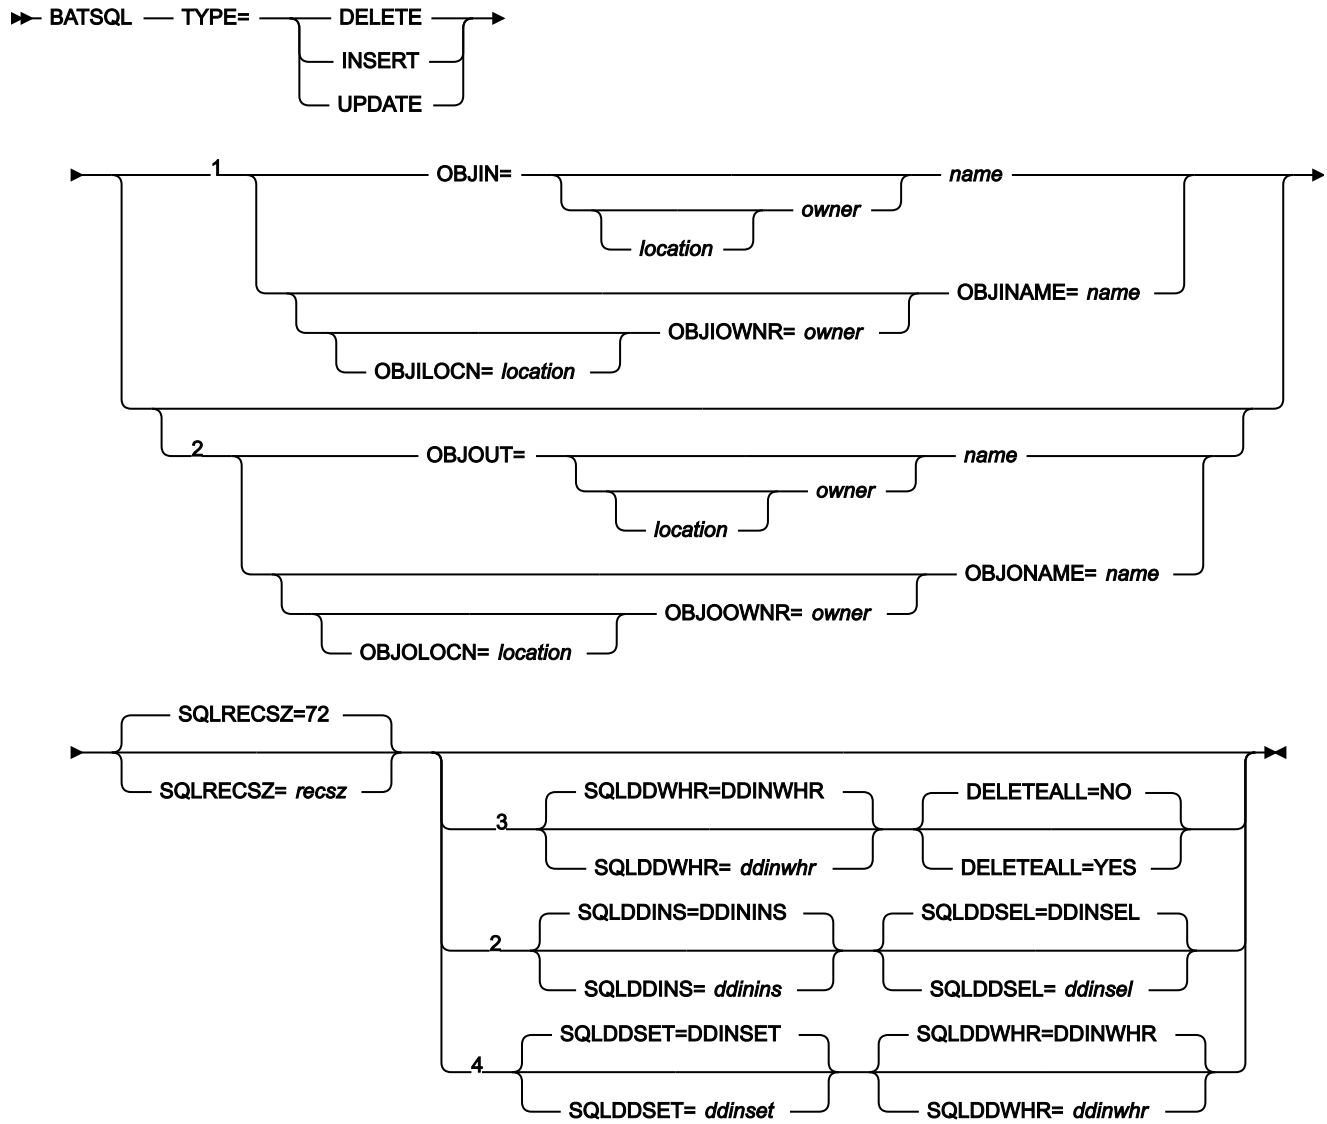 BATSQL TYPE= DELETE
INSERT
UPDATE
1 OBJIN= name
owner
location
OBJINAME= name
OBJIOWNR= owner
OBJILOCN= location
2 OBJOUT= name
owner
location
OBJONAME= name
OBJOOWNR= owner
OBJOLOCN= location
SQLRECSZ=72
SQLRECSZ= recsz
SQLDDWHR=DDINWHR DELETEALL=NO
3
SQLDDWHR= ddinwhr DELETEALL=YES
SQLDDINS=DDININS SQLDDSEL=DDINSEL
2
SQLDDINS= ddinins SQLDDSEL= ddinsel
SQLDDSET=DDINSET SQLDDWHR=DDINWHR
4
SQLDDSET= ddinset SQLDDWHR= ddinwhr